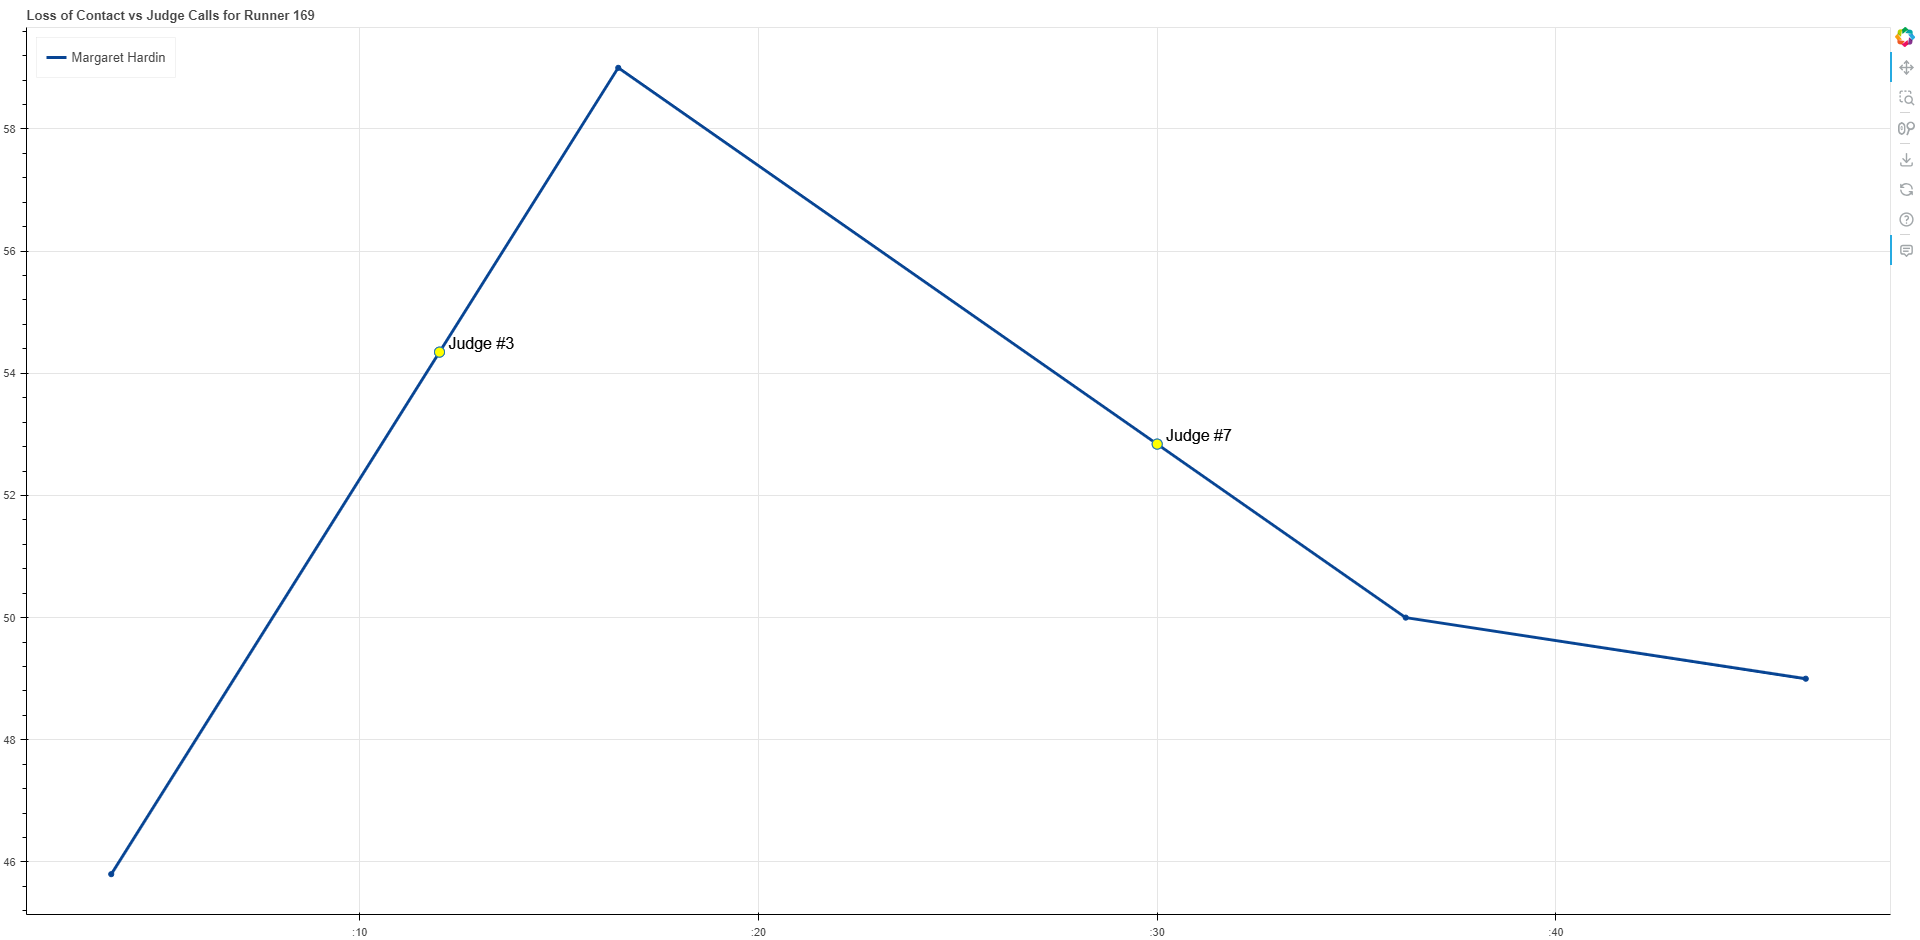 Loss of Contact vs Judge Calls for Runner 169
Margaret Hardin
58
56
Judge #3
54
Judge #7
52
50
48
46
:10
:20
:30
:40